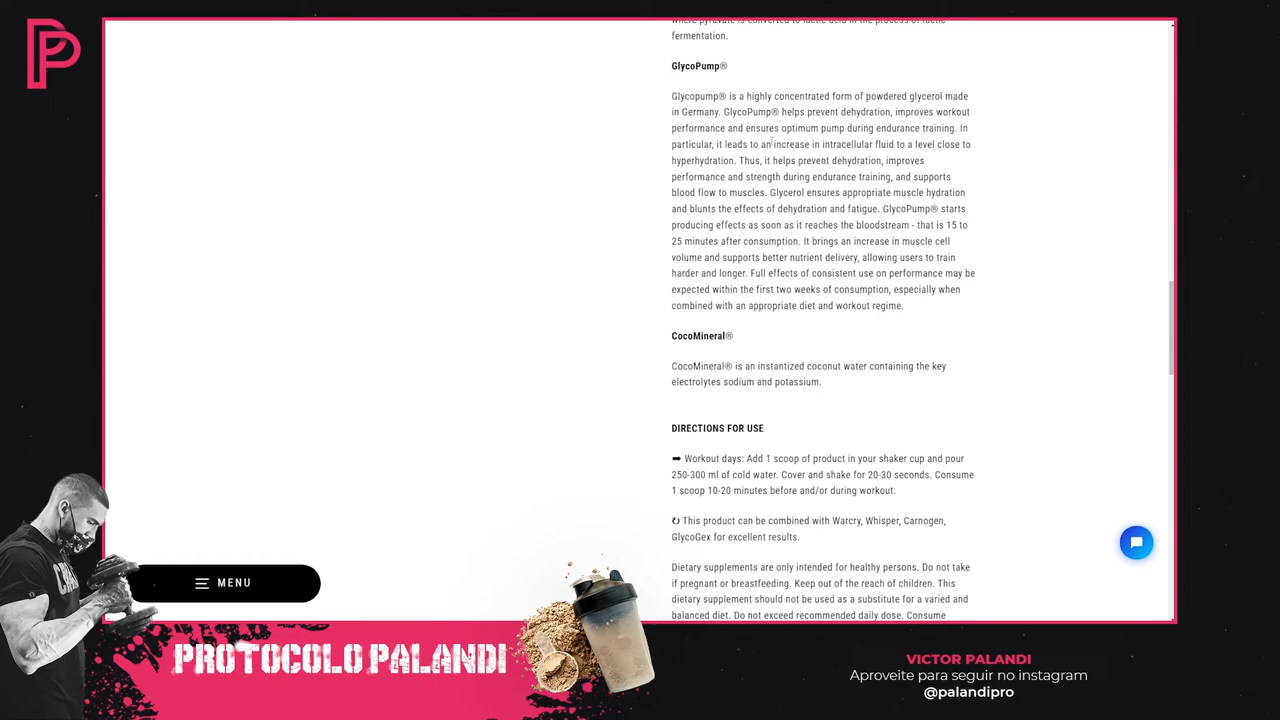 where pyruvate is converted to lactic acid in the process of lactic
fermentation.
GlycoPump®
Glycopump® is a highly concentrated form of powdered glycerol made
in Germany. GlycoPump® helps prevent dehydration, improves workout
performance and ensures optimum pump during endurance training. In
particular, it leads to an increase in intracellular fluid to a level close to
hyperhydration. Thus, it helps prevent dehydration, improves
performance and strength during endurance training, and supports
blood flow to muscles. Glycerol ensures appropriate muscle hydration
and blunts the effects of dehydration and fatigue. GlycoPump® starts
producing effects as soon as it reaches the bloodstream - that is 15 to
25 minutes after consumption. It brings an increase in muscle cell
volume and supports better nutrient delivery, allowing users to train
harder and longer. Full effects of consistent use on performance may be
expected within the first two weeks of consumption, especially when
combined with an appropriate diet and workout regime.
CocoMineral®
CocoMineral® is an instantized coconut water containing the key
electrolytes sodium and potassium.
DIRECTIONS FOR USE
➡ Workout days: Add 1 scoop of product in your shaker cup and pour
250-300 ml of cold water. Cover and shake for 20-30 seconds. Consume
1 scoop 10-20 minutes before and/or during workout.
↻ This product can be combined with Warcry, Whisper, Carnogen,
GlycoGex for excellent results.
Dietary supplements are only intended for healthy persons. Do not take
if pregnant or breastfeeding. Keep out of the reach of children. This
dietary supplement should not be used as a substitute for a varied and
balanced diet. Do not exceed recommended daily dose. Consume
MENU
PROTOCOLO PALANDI
VICTOR PALANDI
Aproveite para seguir no instagram
@palandipro